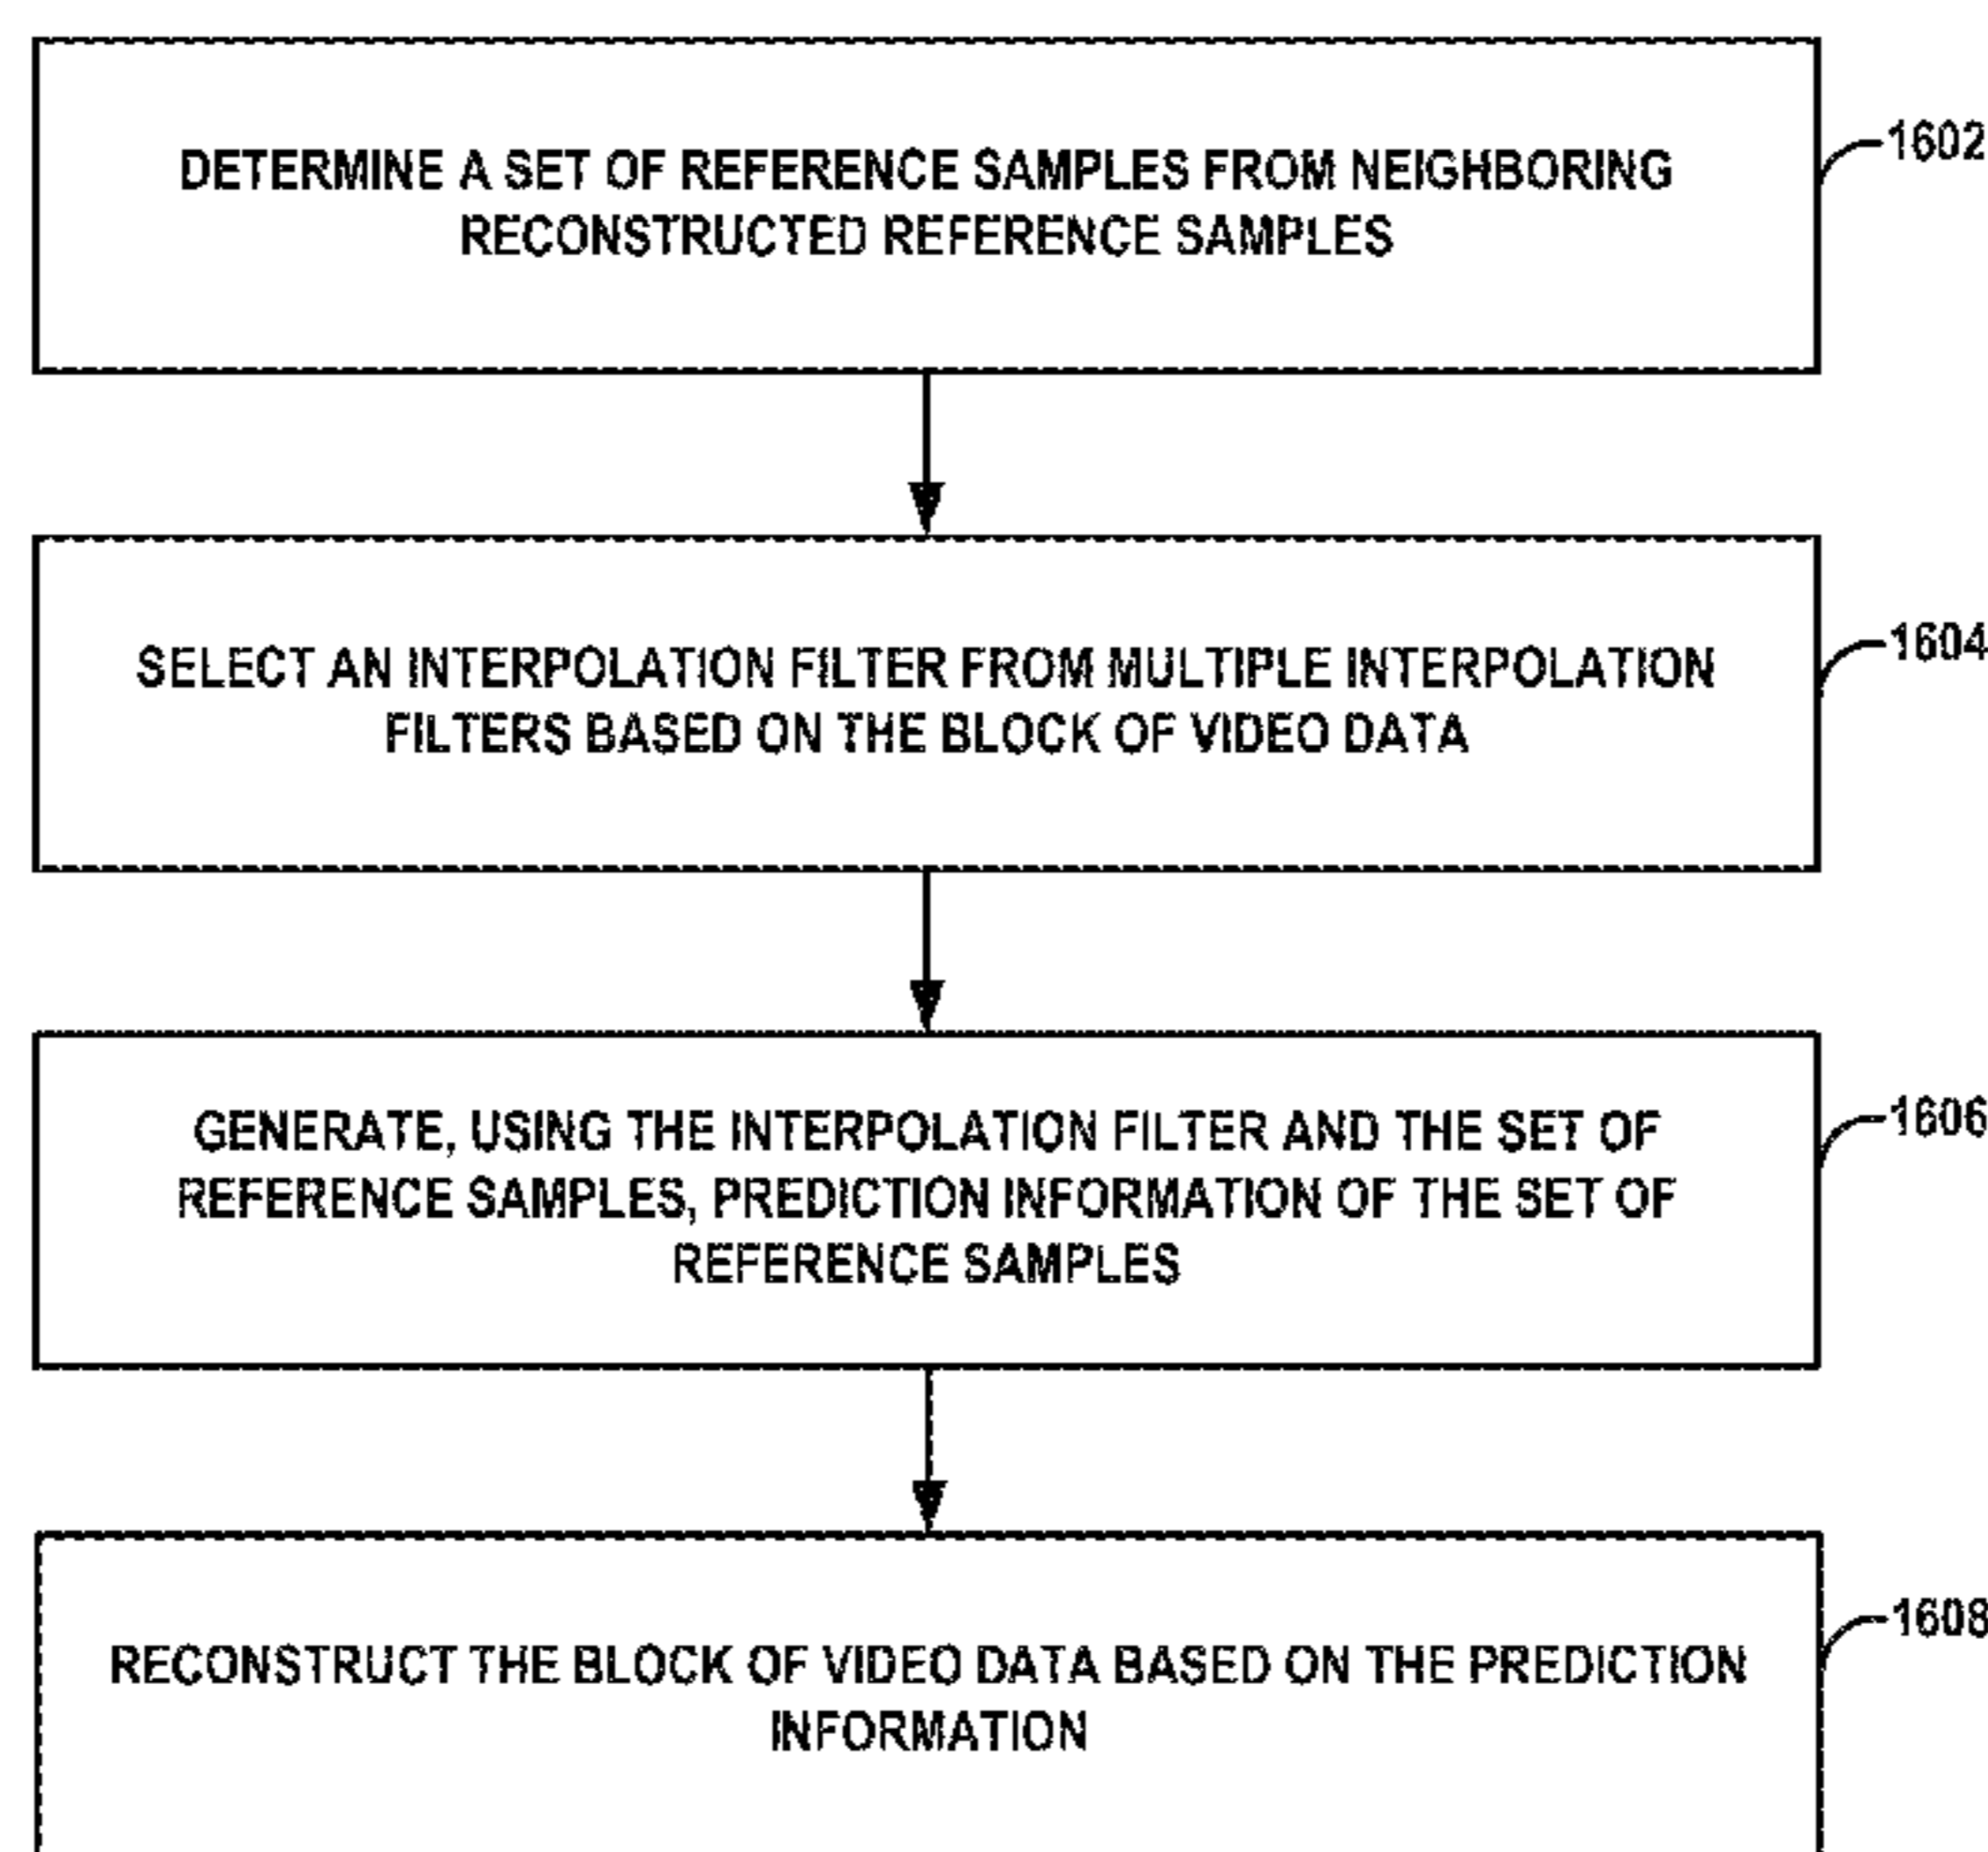 DETERMINE A SET OF REFERENCE SAMPLES FROM NEIGHBORING
RECONSTRUCTED REFERENCE SAMPLES
1602
SELECT AN INTERPOLATION FILTER FROM MULTIPLE INTERPOLATION
FILTERS BASED ON THE BLOCK OF VIDEO DATA
1604
GENERATE, USING THE INTERPOLATION FILTER AND THE SET OF
REFERENCE SAMPLES, PREDICTION INFORMATION OF THE SET OF
REFERENCE SAMPLES
1606
RECONSTRUCT THE BLOCK OF VIDEO DATA BASED ON THE PREDICTION
INFORMATION
1608